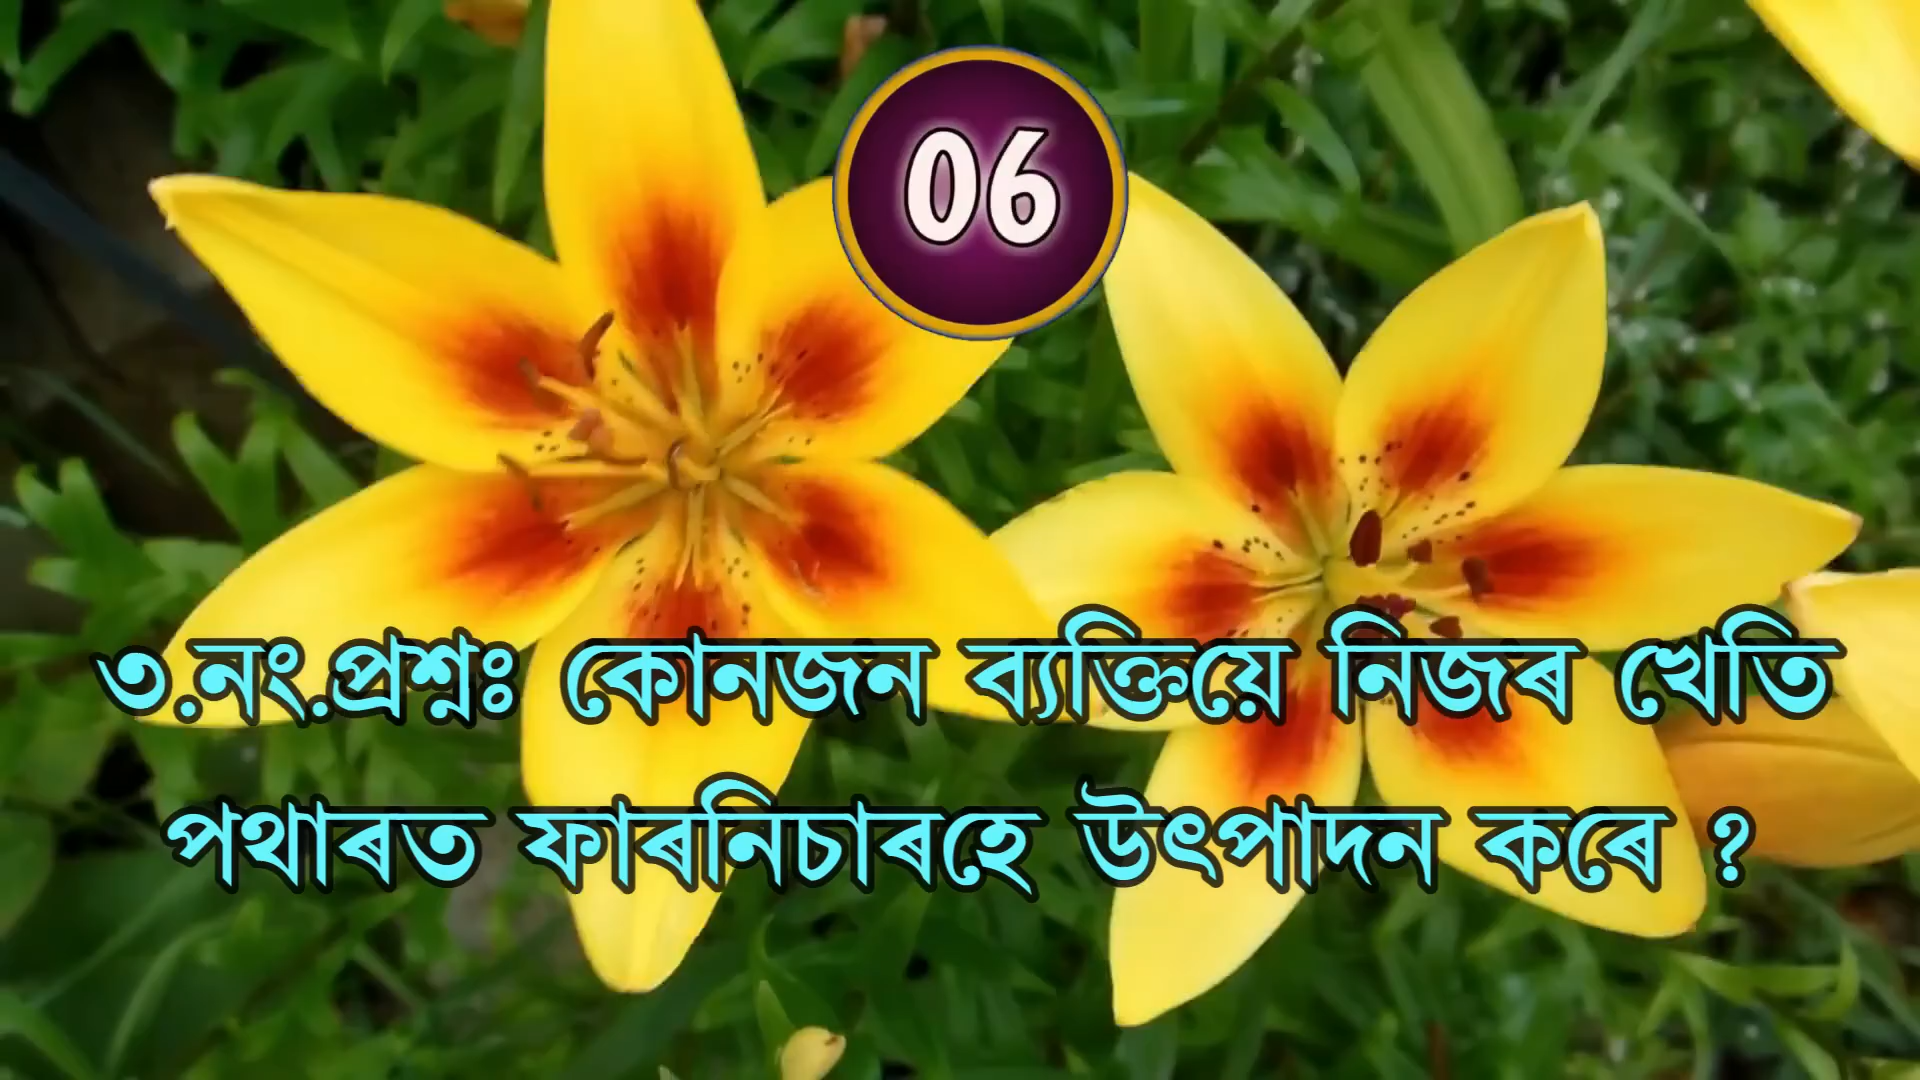 06
৩.নং.প্ৰশ্নঃ কোনজন ব্যক্তিয়ে নিজৰ খেতি
পথাৰত ফাৰনিচাৰহে উৎপাদন কৰে ?